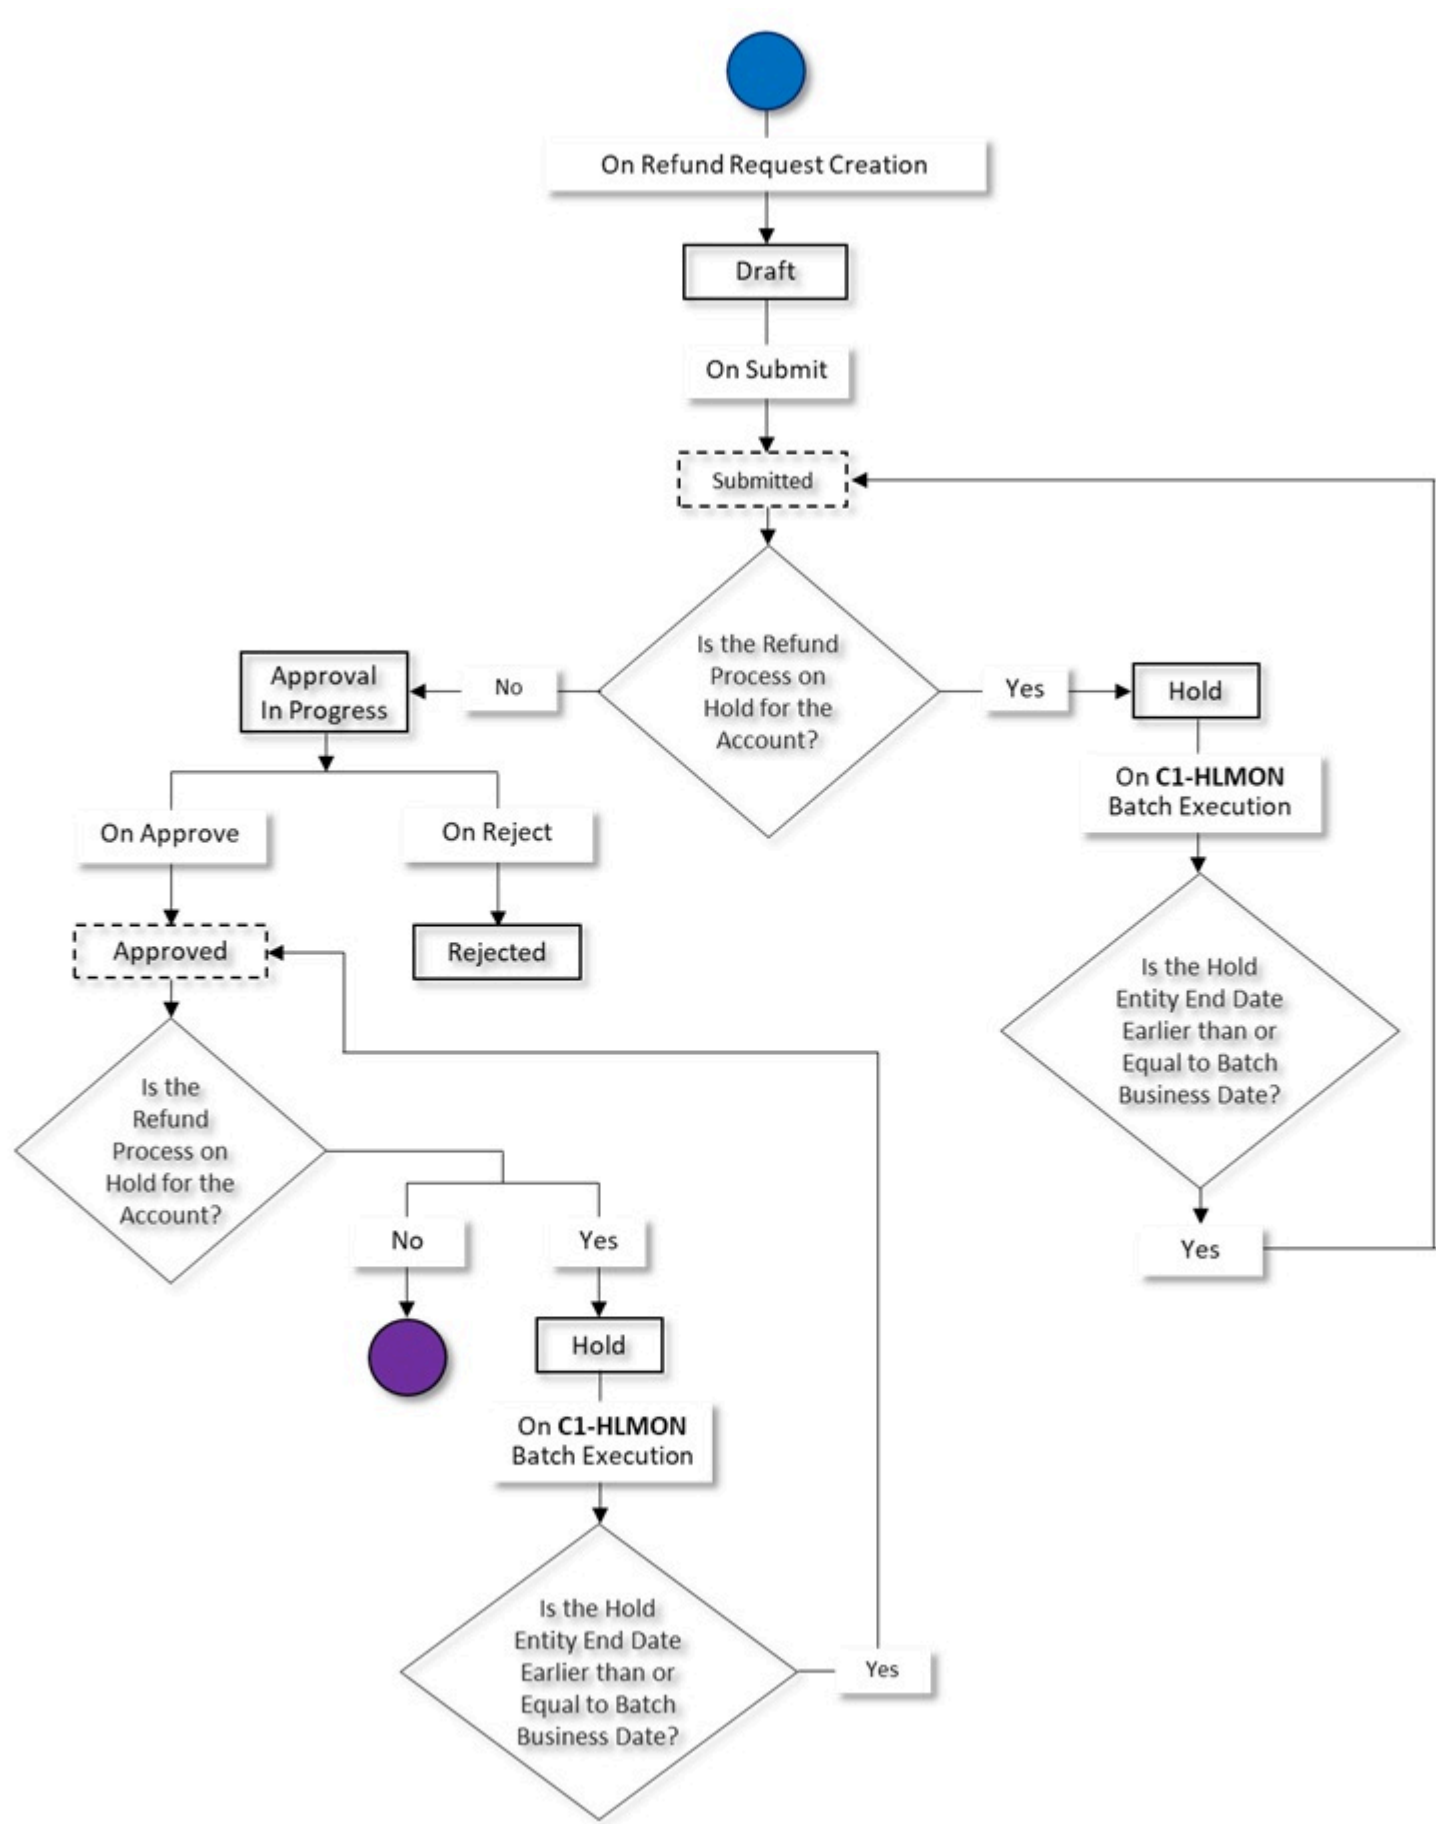 On Refund Request Creation
Draft
On Submit
Submitted
Is the Refund
Process on
Hold for the
Account?
No
Approval
In Progress
Yes
Hold
On C1-HLMON
Batch Execution
Is the Hold
Entity End Date
Earlier than or
Equal to Batch
Business Date?
Yes
On Approve
On Reject
Approved
Rejected
Is the
Refund
Process on
Hold for the
Account?
No
Yes
Hold
On C1-HLMON
Batch Execution
Is the Hold
Entity End Date
Earlier than or
Equal to Batch
Business Date?
Yes